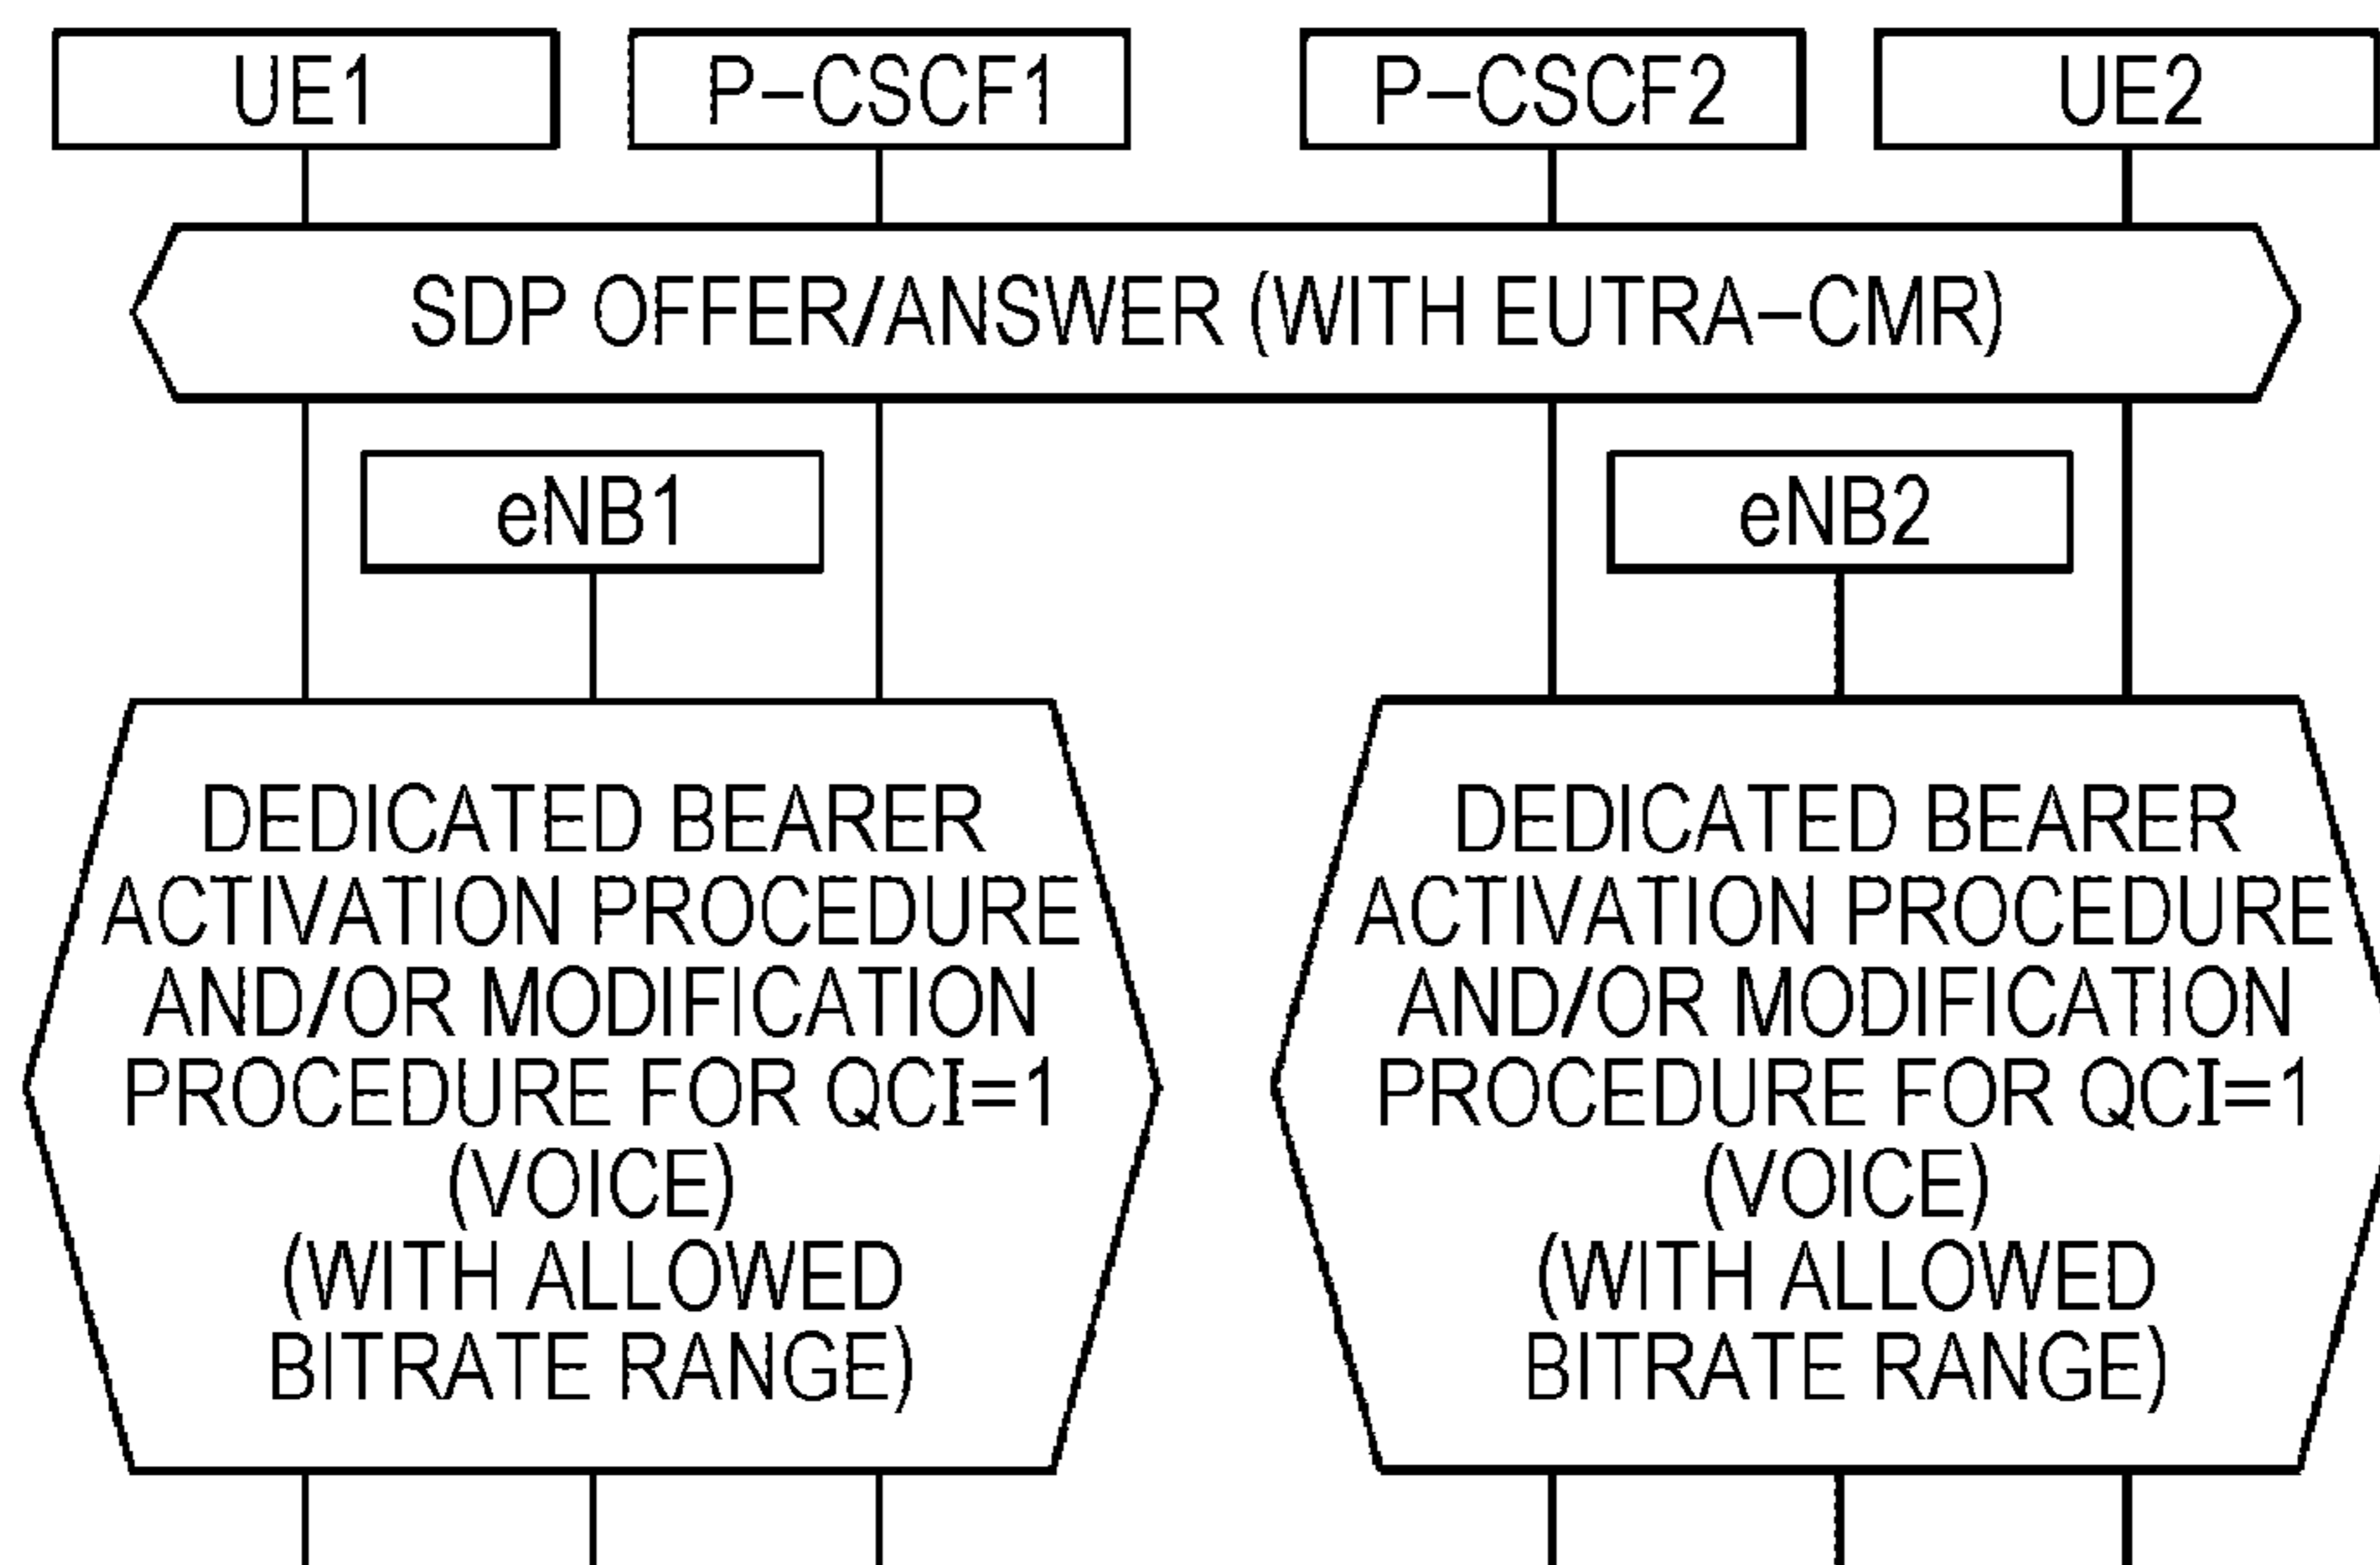 UE1
P–CSCF1
P–CSCF2
UE2
SDP OFFER/ANSWER (WITH EUTRA–CMR)
eNB1
eNB2
DEDICATED BEARER
ACTIVATION PROCEDURE
AND/OR MODIFICATION
PROCEDURE FOR QCI=1
(VOICE)
(WITH ALLOWED
BITRATE RANGE)
DEDICATED BEARER
ACTIVATION PROCEDURE
AND/OR MODIFICATION
PROCEDURE FOR QCI=1
(VOICE)
(WITH ALLOWED
BITRATE RANGE)